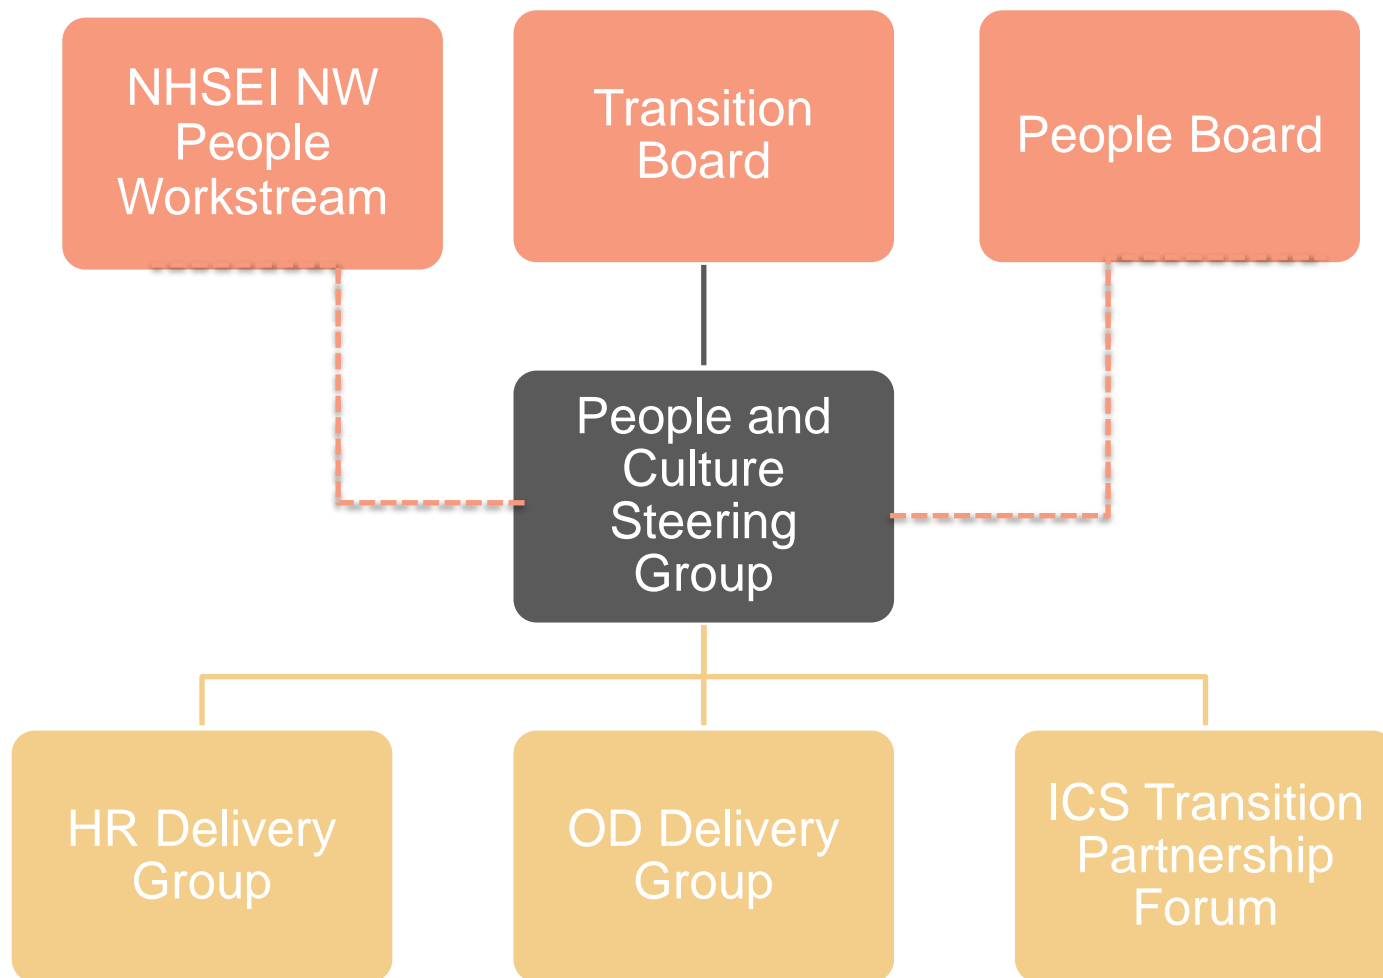 NHSEI NW
People
Workstream
Transition
Board
People Board
People and
Culture
Steering
Group
HR Delivery
Group
OD Delivery
Group
ICS Transition
Partnership
Forum